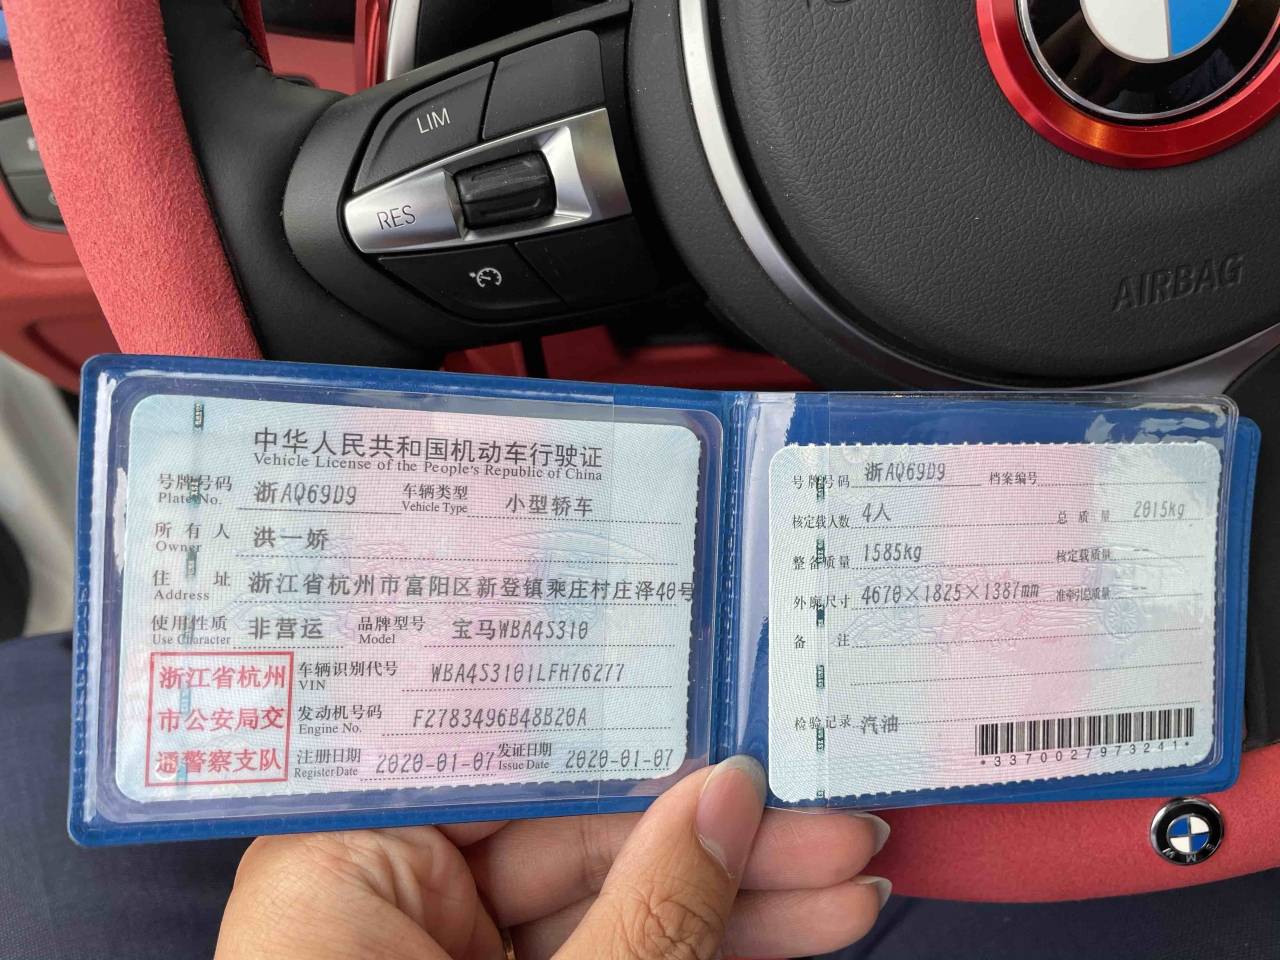 LIM
RES
AIRBAG
中华人民共和国机动车行驶证
Vehicle License of the People's Republic of China
号牌号码 浙AQ69D9 车辆类型 小型轿车
Plate No. Vehicle Type
所有人 洪一娇
Owner
住址 浙江省杭州市富阳区新登镇乘庄村庄泽40号
Address
使用性质 非营运 品牌型号 宝马WBA4S310
Use Character Model
浙江省杭州
市公安局交
通警察支队
车辆识别代号 WBA4S3101LFH76277
VIN
发动机号码 F2783496B48B20A
Engine No.
注册日期 2020-01-07 发证日期 2020-01-07
Register Date Issue Date
号牌号码 浙AQ69D9 档案编号
核定载人数 4人 总质量 2015kg
整备质量 1585kg 核定载质量 --
外廓尺寸 4670×1825×1387mm 准牵引总质量 --
备注
检验记录 汽油
*3370027973241*
BMW